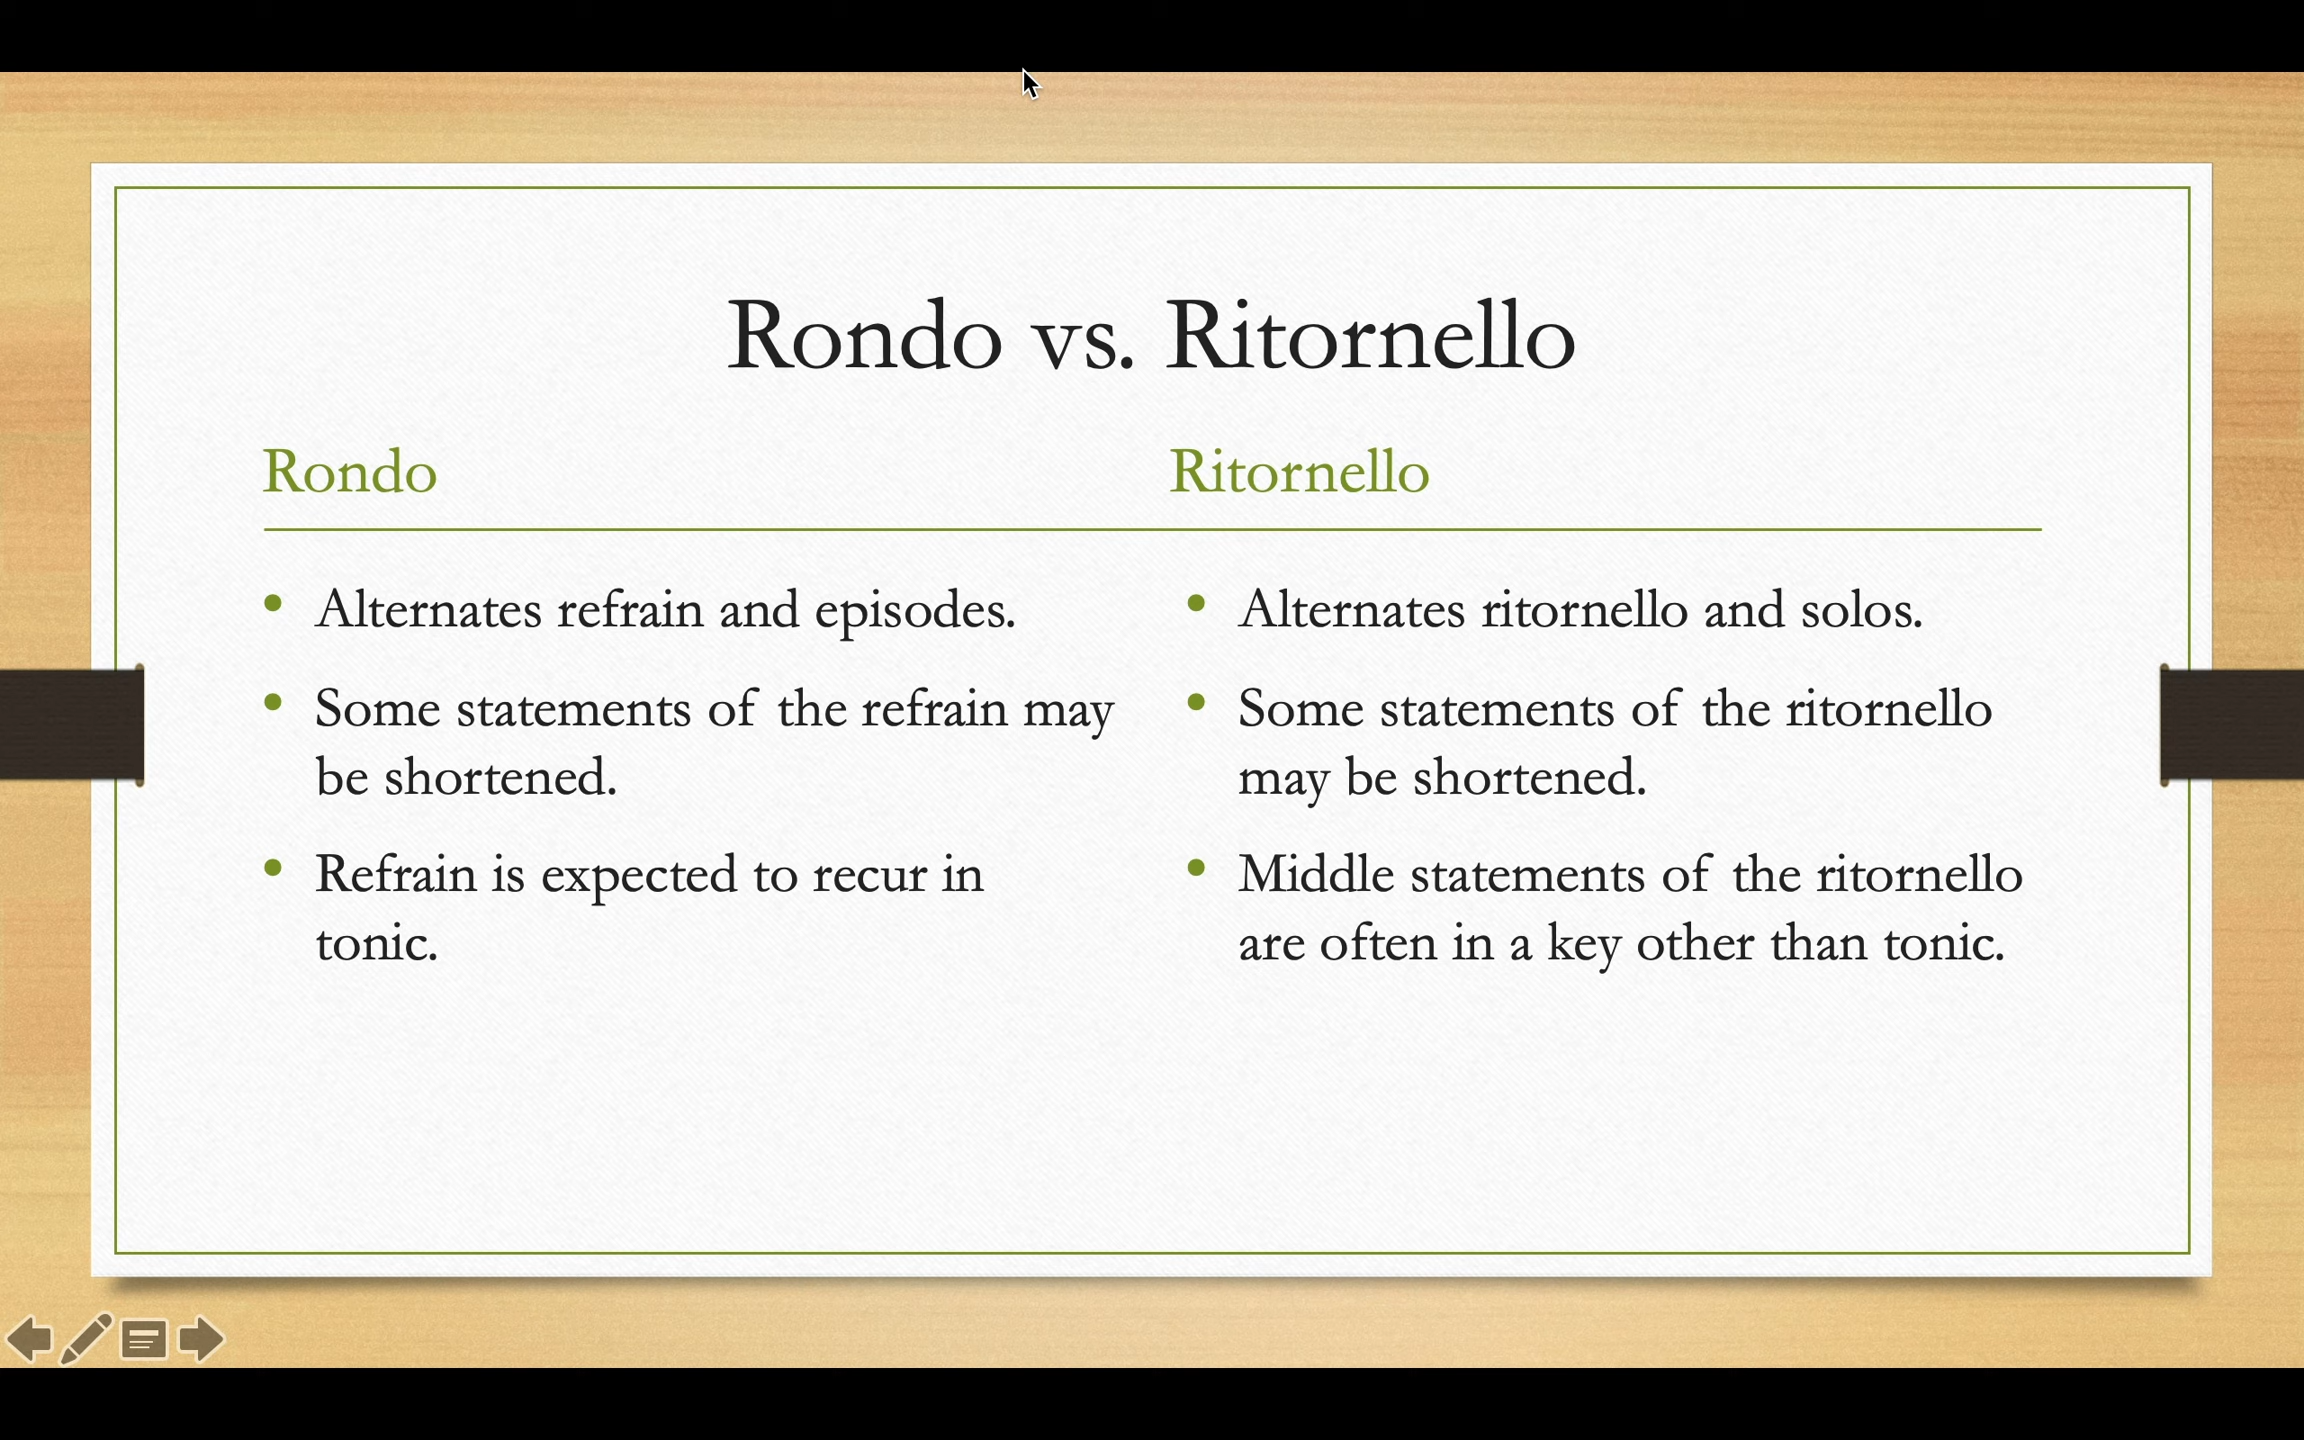 Rondo vs. Ritornello
Rondo
Ritornello
• Alternates refrain and episodes.
• Some statements of the refrain may
be shortened.
• Refrain is expected to recur in
tonic.
• Alternates ritornello and solos.
• Some statements of the ritornello
may be shortened.
• Middle statements of the ritornello
are often in a key other than tonic.